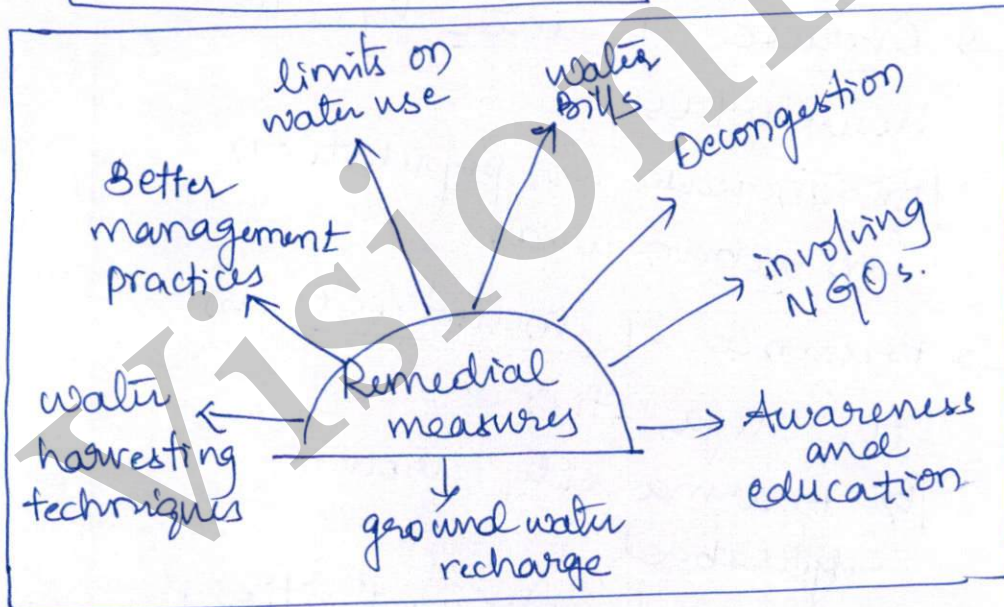 limits on
water use
water
Bills
Decongestion
Better
management
practices
involving
NGOs.
Remedial
measures
water
harvesting
techniques
Awareness
and
education
ground water
recharge
Vision